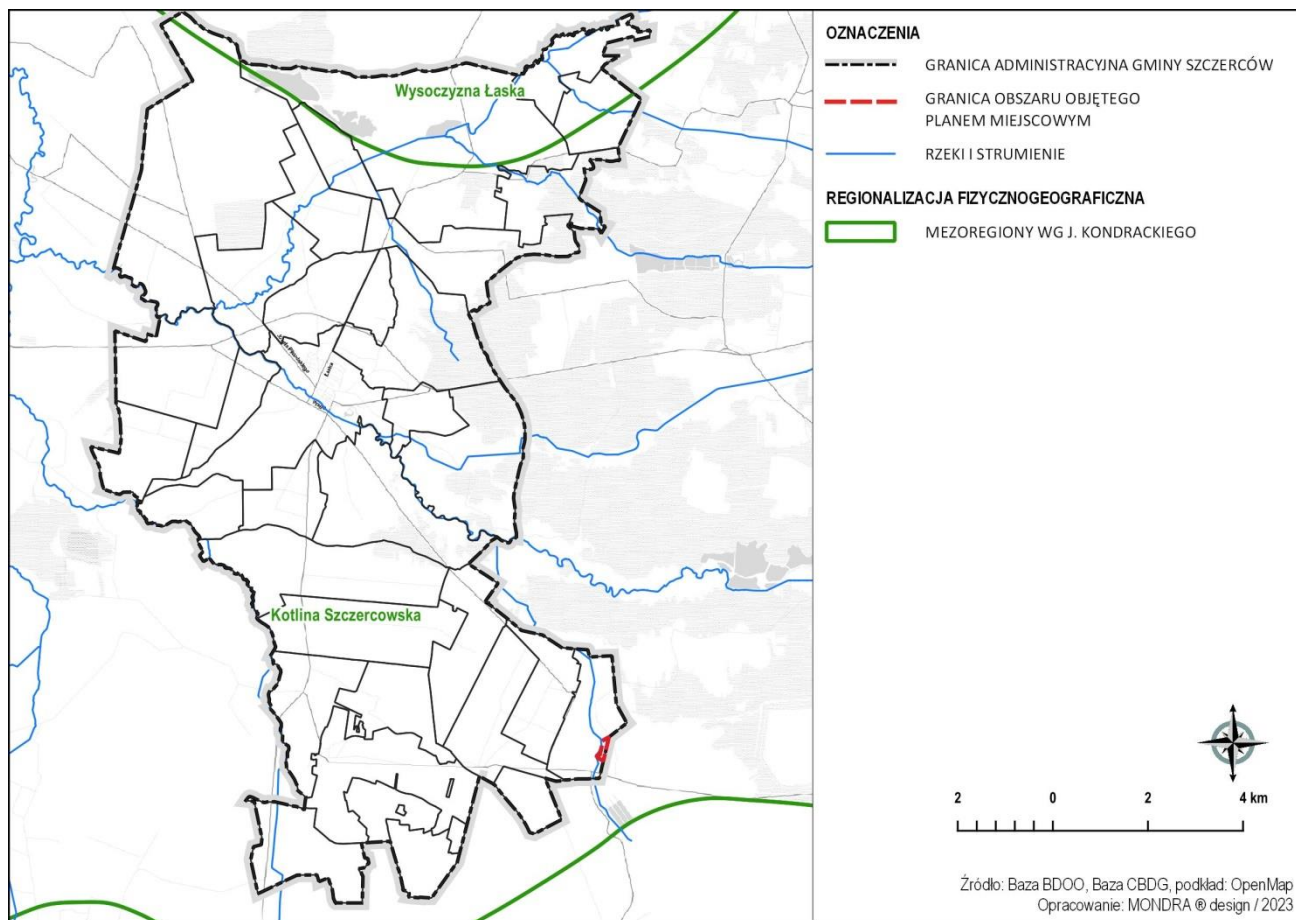 Wysoczyzna Łaska
Kotlina Szczercowska
OZNACZENIA
GRANICA ADMINISTRACYJNA GMINY SZCZERCÓW
GRANICA OBSZARU OBJĘTEGO
PLANEM MIEJSCOWYM
RZEKI I STRUMIENIE
REGIONALIZACJA FIZYCZNOGEOGRAFICZNA
MEZOREGIONY WG J. KONDRACKIEGO
2 0 2 4 km
Źródło: Baza BDOO, Baza CBDG, podkład: OpenMap
Opracowanie: MONDRA ® design / 2023